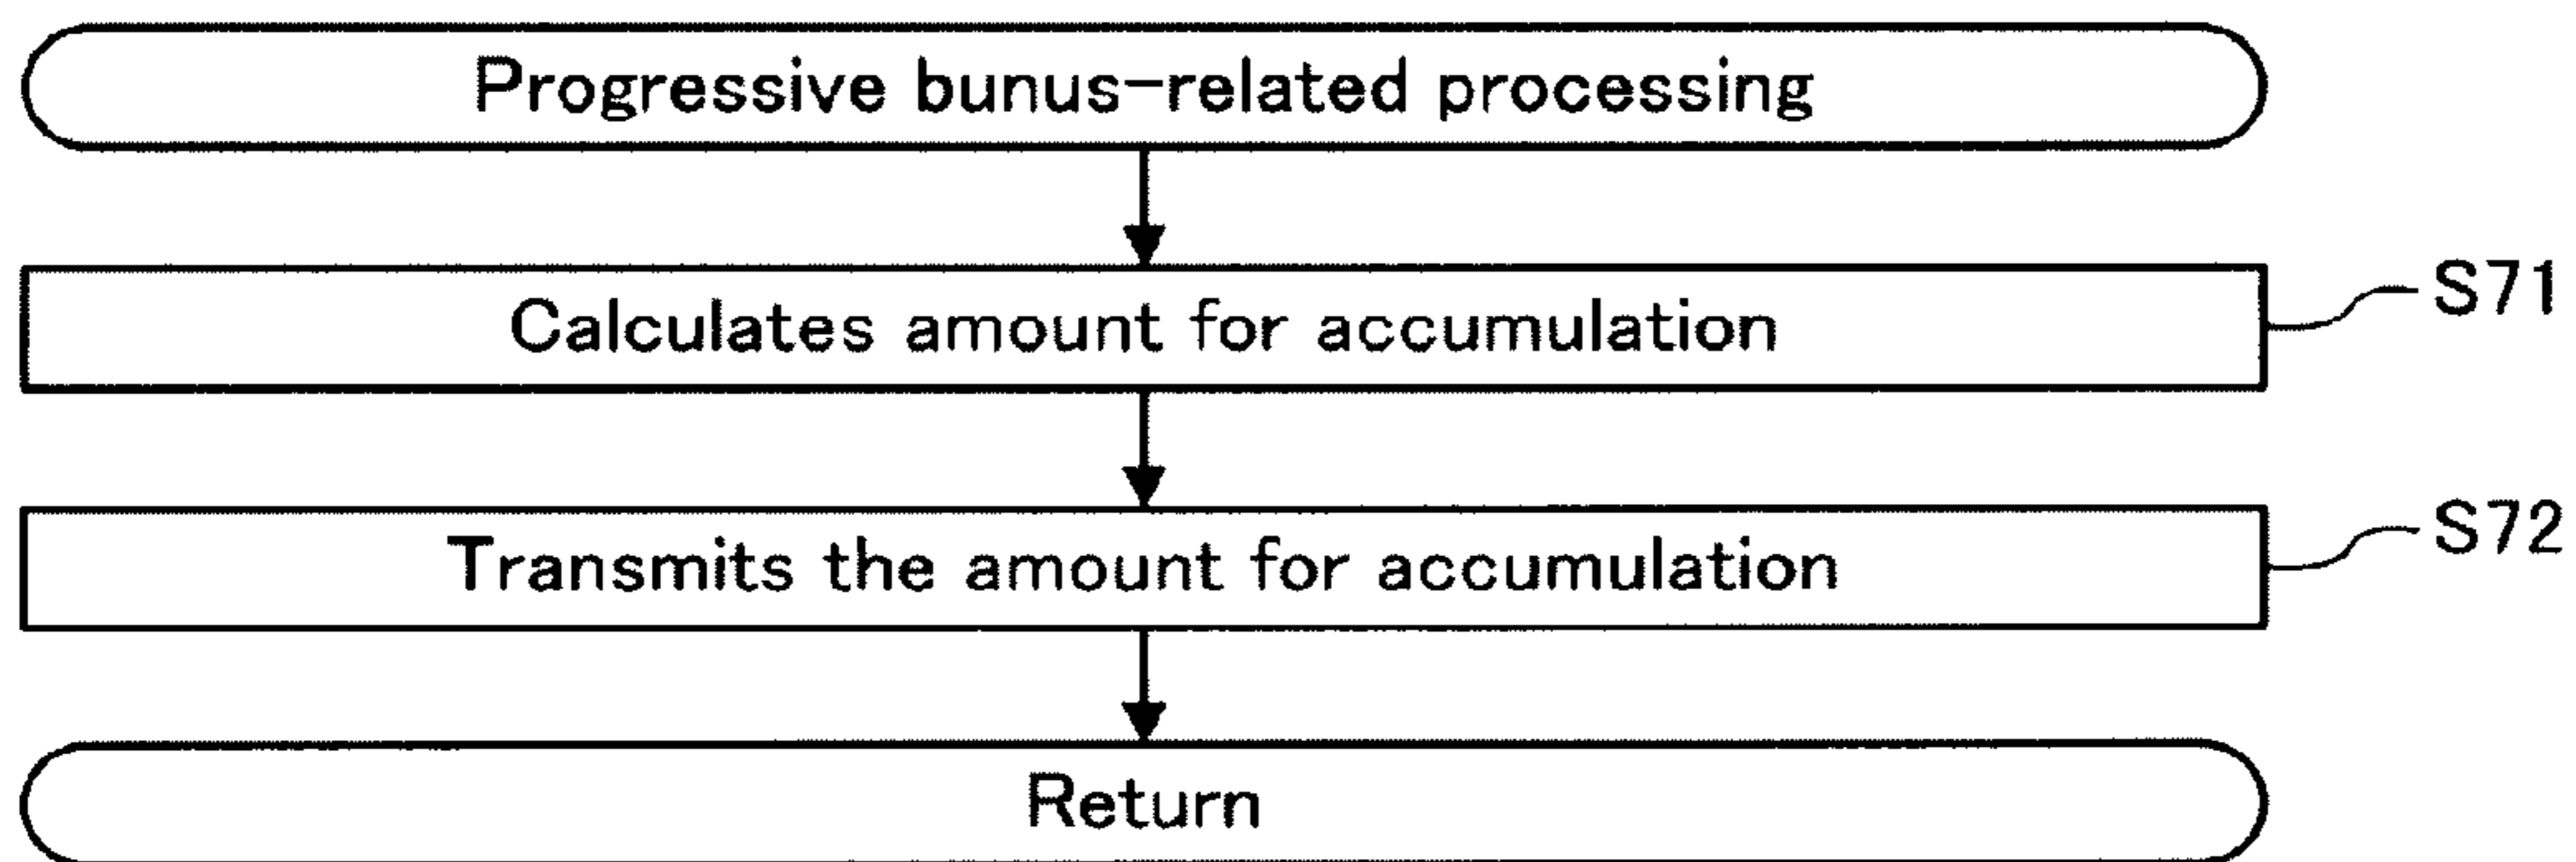 Progressive bunus-related processing
Calculates amount for accumulation
S71
Transmits the amount for accumulation
S72
Return